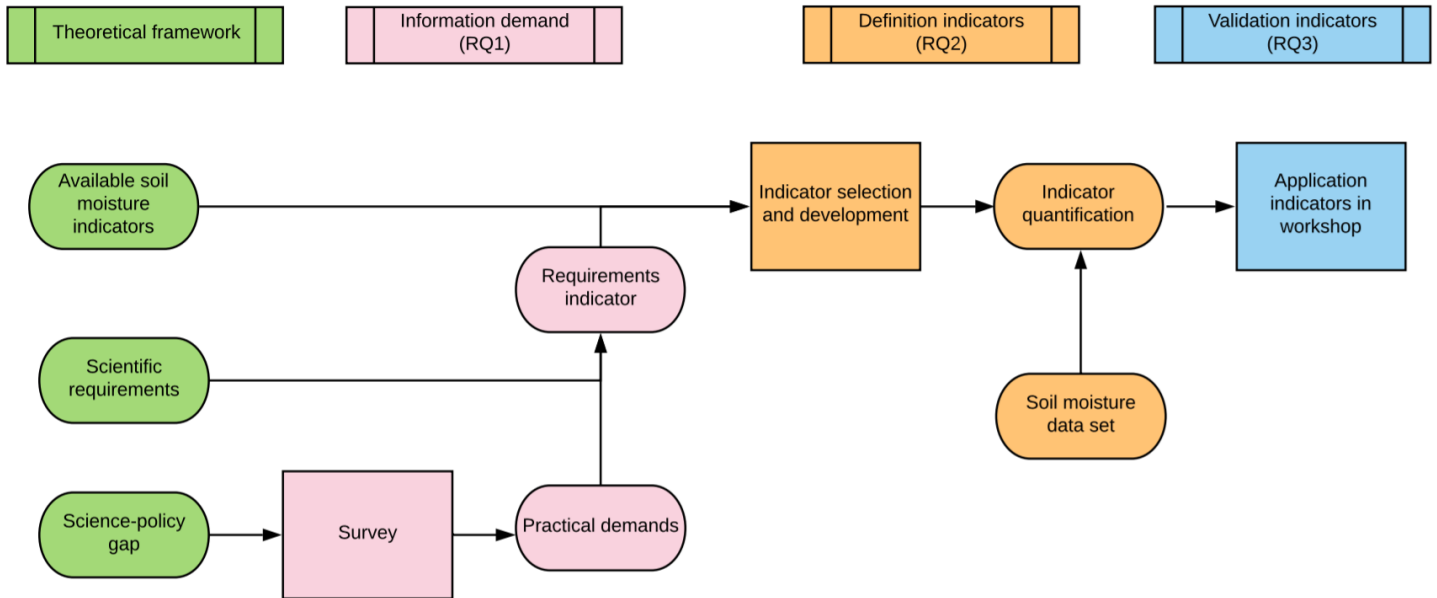 Theoretical framework
Information demand
(RQ1)
Definition indicators
(RQ2)
Validation indicators
(RQ3)
Available soil
moisture
indicators
Indicator selection
and development
Indicator
quantification
Application
indicators in
workshop
Requirements
indicator
Scientific
requirements
Soil moisture
data set
Science-policy
gap
Survey
Practical demands